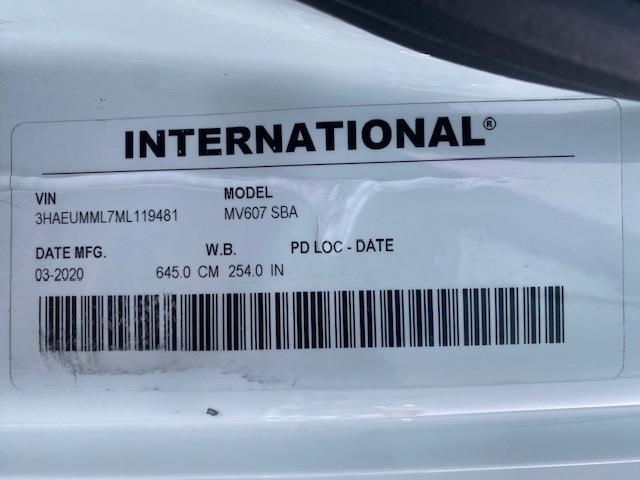 INTERNATIONAL®
VIN MODEL
3HAEUMML7ML119481 MV607 SBA
DATE MFG. W.B. PD LOC - DATE
03-2020 645.0 CM 254.0 IN